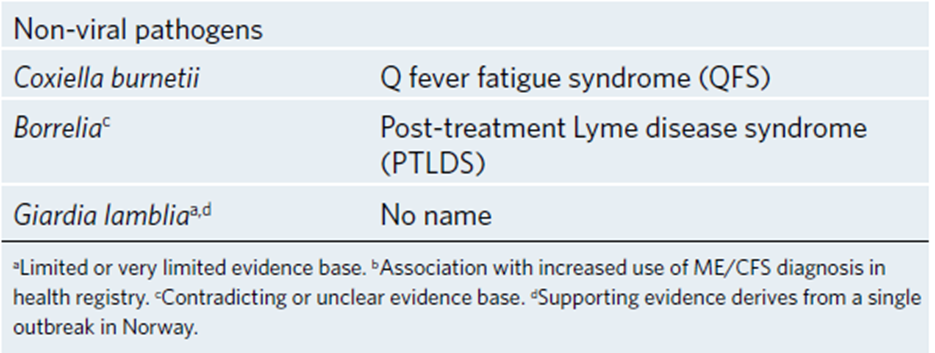 Non-viral pathogens
Coxiella burnetii Q fever fatigue syndrome (QFS)
Borreliaᶜ Post-treatment Lyme disease syndrome
(PTLDS)
Giardia lambliaᵃ,ᵈ No name
ᵃLimited or very limited evidence base. ᵇAssociation with increased use of ME/CFS diagnosis in
health registry. ᶜContradicting or unclear evidence base. ᵈSupporting evidence derives from a single
outbreak in Norway.